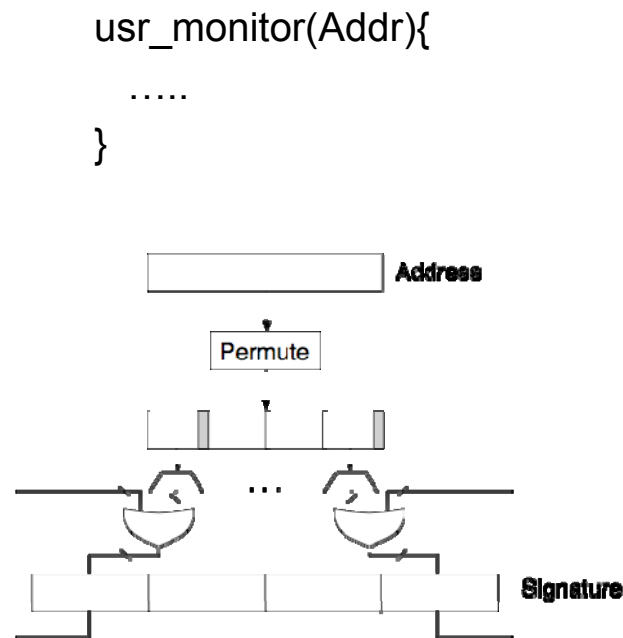 usr_monitor(Addr){
…..
}
Address
Permute
...
Signature